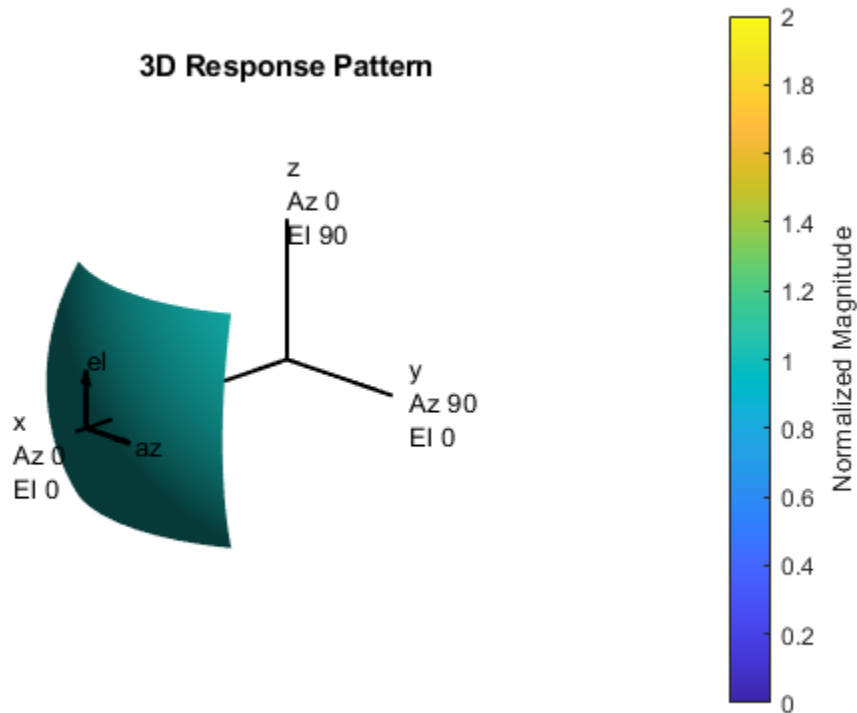 3D Response Pattern
z
Az 0
El 90
y
Az 90
El 0
x
Az 0
El 0
el
az
2
1.8
1.6
1.4
1.2
1
0.8
0.6
0.4
0.2
0
Normalized Magnitude